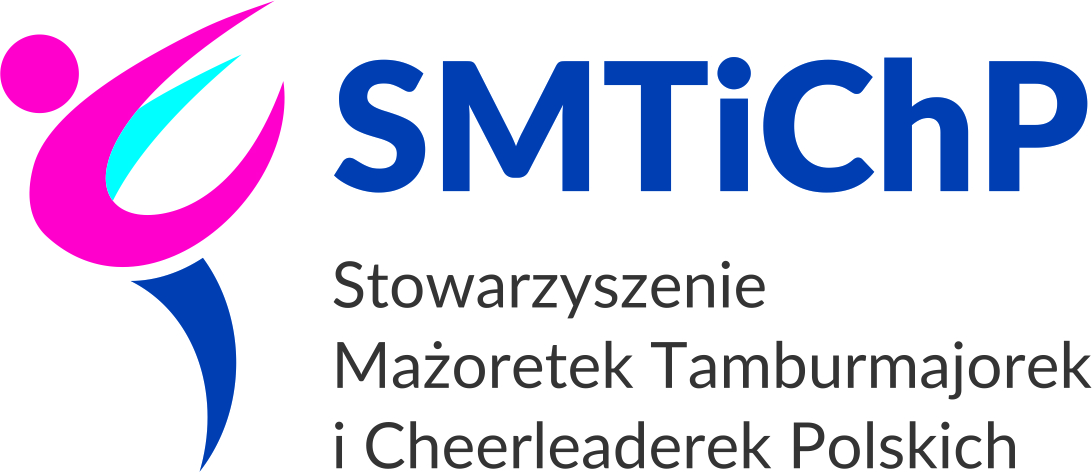 SMTiChP
Stowarzyszenie
Mażoretek Tamburmajorek
i Cheerleaderek Polskich